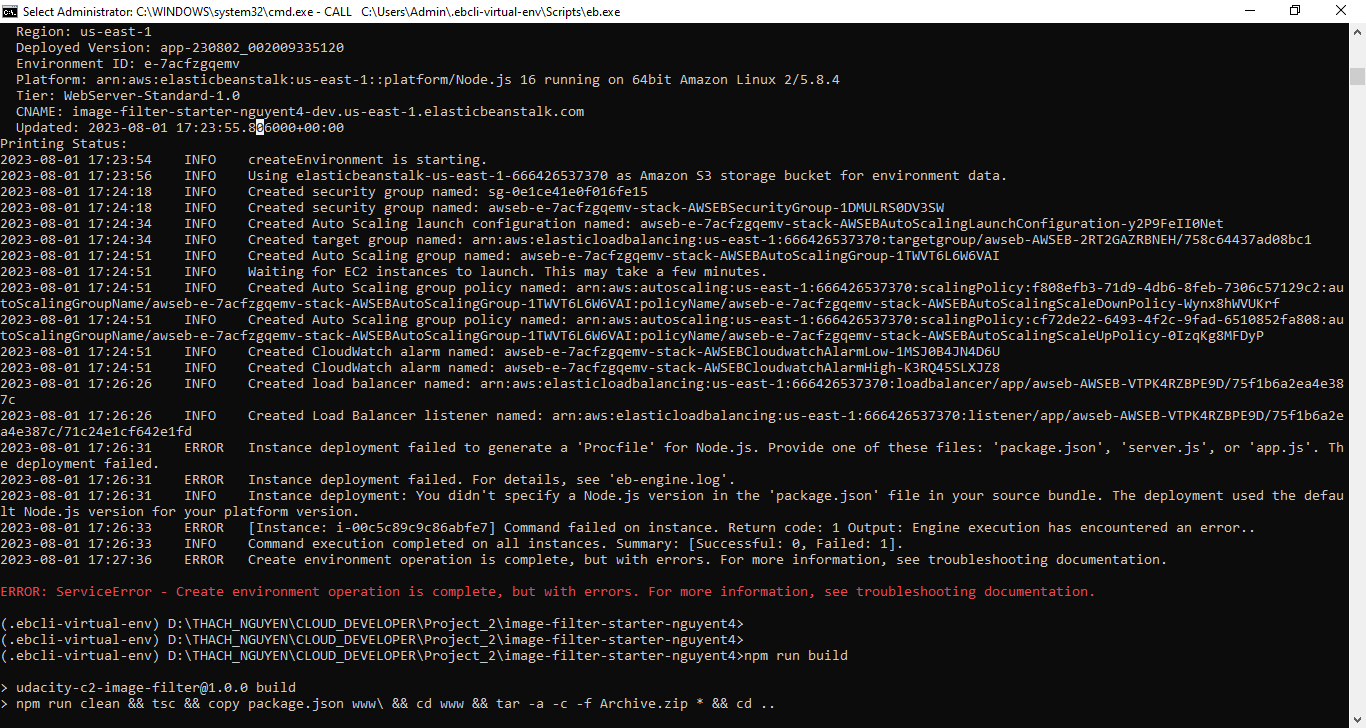 Select Administrator: C:\WINDOWS\system32\cmd.exe - CALL  C:\Users\Admin\.ebcli-virtual-env\Scripts\eb.exe
  Region: us-east-1
  Deployed Version: app-230802_002009335120
  Environment ID: e-7acfzgqemv
  Platform: arn:aws:elasticbeanstalk:us-east-1::platform/Node.js 16 running on 64bit Amazon Linux 2/5.8.4
  Tier: WebServer-Standard-1.0
  CNAME: image-filter-starter-nguyent4-dev.us-east-1.elasticbeanstalk.com
  Updated: 2023-08-01 17:23:55.806000+00:00
Printing Status:
2023-08-01 17:23:54    INFO    createEnvironment is starting.
2023-08-01 17:23:56    INFO    Using elasticbeanstalk-us-east-1-666426537370 as Amazon S3 storage bucket for environment data.
2023-08-01 17:24:18    INFO    Created security group named: sg-0e1ce41e0f016fe15
2023-08-01 17:24:18    INFO    Created security group named: awseb-e-7acfzgqemv-stack-AWSEBSecurityGroup-1DMULRS0DV3SW
2023-08-01 17:24:34    INFO    Created Auto Scaling launch configuration named: awseb-e-7acfzgqemv-stack-AWSEBAutoScalingLaunchConfiguration-y2P9FeII0Net
2023-08-01 17:24:34    INFO    Created target group named: arn:aws:elasticloadbalancing:us-east-1:666426537370:targetgroup/awseb-AWSEB-2RT2GAZRBNEH/758c64437ad08bc1
2023-08-01 17:24:51    INFO    Created Auto Scaling group named: awseb-e-7acfzgqemv-stack-AWSEBAutoScalingGroup-1TWVT6L6W6VAI
2023-08-01 17:24:51    INFO    Waiting for EC2 instances to launch. This may take a few minutes.
2023-08-01 17:24:51    INFO    Created Auto Scaling group policy named: arn:aws:autoscaling:us-east-1:666426537370:scalingPolicy:f808efb3-71d9-4db6-8feb-7306c57129c2:au
toScalingGroupName/awseb-e-7acfzgqemv-stack-AWSEBAutoScalingGroup-1TWVT6L6W6VAI:policyName/awseb-e-7acfzgqemv-stack-AWSEBAutoScalingScaleDownPolicy-Wynx8hWVUKrf
2023-08-01 17:24:51    INFO    Created Auto Scaling group policy named: arn:aws:autoscaling:us-east-1:666426537370:scalingPolicy:cf72de22-6493-4f2c-9fad-6510852fa808:au
toScalingGroupName/awseb-e-7acfzgqemv-stack-AWSEBAutoScalingGroup-1TWVT6L6W6VAI:policyName/awseb-e-7acfzgqemv-stack-AWSEBAutoScalingScaleUpPolicy-0IzqKg8MFDyP
2023-08-01 17:24:51    INFO    Created CloudWatch alarm named: awseb-e-7acfzgqemv-stack-AWSEBCloudwatchAlarmLow-1MSJ0B4JN4D6U
2023-08-01 17:24:51    INFO    Created CloudWatch alarm named: awseb-e-7acfzgqemv-stack-AWSEBCloudwatchAlarmHigh-K3RQ45SLXJZ8
2023-08-01 17:26:26    INFO    Created load balancer named: arn:aws:elasticloadbalancing:us-east-1:666426537370:loadbalancer/app/awseb-AWSEB-VTPK4RZBPE9D/75f1b6a2ea4e38
7c
2023-08-01 17:26:26    INFO    Created Load Balancer listener named: arn:aws:elasticloadbalancing:us-east-1:666426537370:listener/app/awseb-AWSEB-VTPK4RZBPE9D/75f1b6a2e
a4e387c/71c24e1cf642e1fd
2023-08-01 17:26:31    ERROR   Instance deployment failed to generate a 'Procfile' for Node.js. Provide one of these files: 'package.json', 'server.js', or 'app.js'. Th
e deployment failed.
2023-08-01 17:26:31    ERROR   Instance deployment failed. For details, see 'eb-engine.log'.
2023-08-01 17:26:31    INFO    Instance deployment: You didn't specify a Node.js version in the 'package.json' file in your source bundle. The deployment used the defau
lt Node.js version for your platform version.
2023-08-01 17:26:33    ERROR   [Instance: i-00c5c89c9c86abfe7] Command failed on instance. Return code: 1 Output: Engine execution has encountered an error..
2023-08-01 17:26:33    INFO    Command execution completed on all instances. Summary: [Successful: 0, Failed: 1].
2023-08-01 17:27:36    ERROR   Create environment operation is complete, but with errors. For more information, see troubleshooting documentation.
ERROR: ServiceError - Create environment operation is complete, but with errors. For more information, see troubleshooting documentation.
(.ebcli-virtual-env) D:\THACH_NGUYEN\CLOUD_DEVELOPER\Project_2\image-filter-starter-nguyent4>
(.ebcli-virtual-env) D:\THACH_NGUYEN\CLOUD_DEVELOPER\Project_2\image-filter-starter-nguyent4>
(.ebcli-virtual-env) D:\THACH_NGUYEN\CLOUD_DEVELOPER\Project_2\image-filter-starter-nguyent4>npm run build
> udacity-c2-image-filter@1.0.0 build
> npm run clean && tsc && copy package.json www\ && cd www && tar -a -c -f Archive.zip * && cd ..